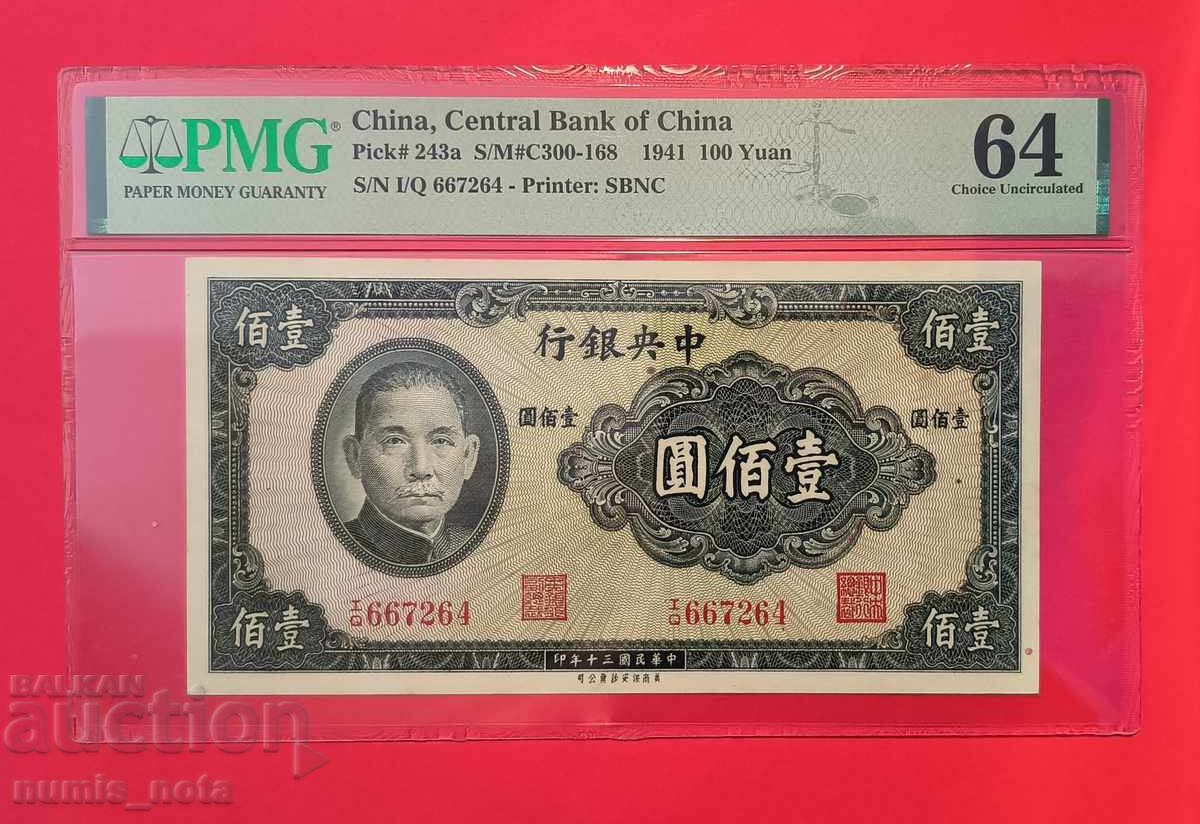 PMG®
PAPER MONEY GUARANTY
China, Central Bank of China
Pick# 243a S/M#C300-168 1941 100 Yuan
S/N I/Q 667264 - Printer: SBNC
64
Choice Uncirculated
佰壹
佰壹
行銀央中
圓佰壹
圓佰壹
圓佰壹
I/Q 667264
I/Q 667264
佰壹
佰壹
印年十三國民華中
BALKAN
auction
numis_nota